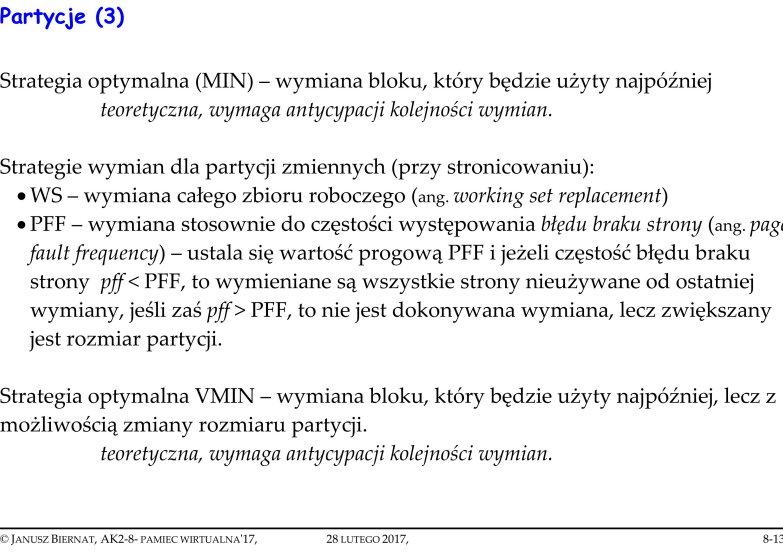 Partycje (3)
Strategia optymalna (MIN) – wymiana bloku, który będzie użyty najpóźniej
teoretyczna, wymaga antycypacji kolejności wymian.
Strategie wymian dla partycji zmiennych (przy stronicowaniu):
• WS – wymiana całego zbioru roboczego (ang. working set replacement)
• PFF – wymiana stosownie do częstości występowania błędu braku strony (ang. page
fault frequency) – ustala się wartość progową PFF i jeżeli częstość błędu braku
strony pff < PFF, to wymieniane są wszystkie strony nieużywane od ostatniej
wymiany, jeśli zaś pff > PFF, to nie jest dokonywana wymiana, lecz zwiększany
jest rozmiar partycji.
Strategia optymalna VMIN – wymiana bloku, który będzie użyty najpóźniej, lecz z
możliwością zmiany rozmiaru partycji.
teoretyczna, wymaga antycypacji kolejności wymian.
© JANUSZ BIERNAT, AK2-8- PAMIEC WIRTUALNA'17, 28 LUTEGO 2017, 8-13